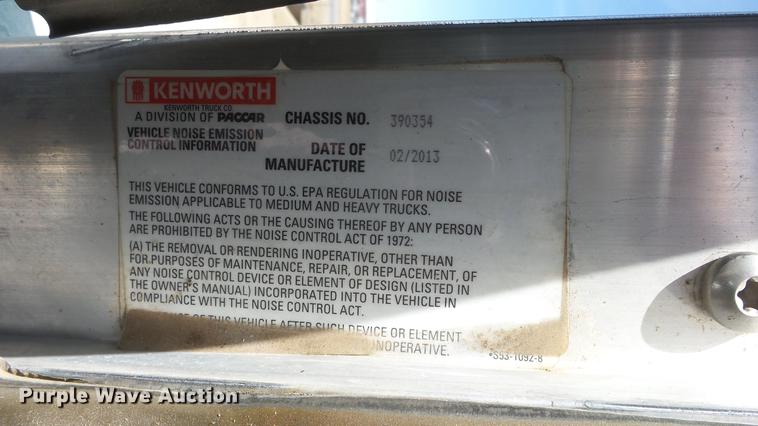 KENWORTH
KENWORTH TRUCK CO.
A DIVISION OF PACCAR
CHASSIS NO. 390354
VEHICLE NOISE EMISSION
CONTROL INFORMATION
DATE OF
MANUFACTURE 02/2013
THIS VEHICLE CONFORMS TO U.S. EPA REGULATION FOR NOISE
EMISSION APPLICABLE TO MEDIUM AND HEAVY TRUCKS.
THE FOLLOWING ACTS OR THE CAUSING THEREOF BY ANY PERSON
ARE PROHIBITED BY THE NOISE CONTROL ACT OF 1972:
(A) THE REMOVAL OR RENDERING INOPERATIVE, OTHER THAN
FOR PURPOSES OF MAINTENANCE, REPAIR, OR REPLACEMENT, OF
ANY NOISE CONTROL DEVICE OR ELEMENT OF DESIGN (LISTED IN
THE OWNER'S MANUAL) INCORPORATED INTO THE VEHICLE IN
COMPLIANCE WITH THE NOISE CONTROL ACT.
OF THIS VEHICLE AFTER SUCH DEVICE OR ELEMENT
INOPERATIVE.
S53-1092-8
Purple Wave Auction